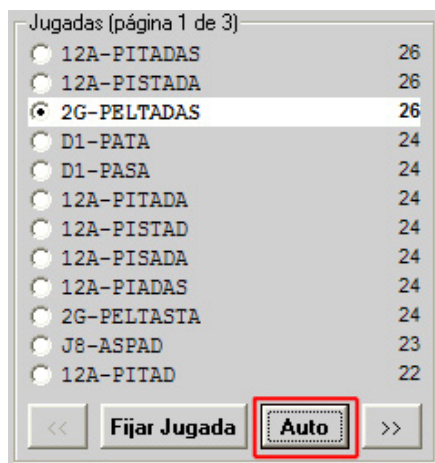 Jugadas (página 1 de 3)
12A-PITADAS 26
12A-PISTADA 26
2G-PELTADAS 26
D1-PATA 24
D1-PASA 24
12A-PITADA 24
12A-PISTAD 24
12A-PISADA 24
12A-PIADAS 24
2G-PELTASTA 24
J8-ASPAD 23
12A-PITAD 22
<< Fijar Jugada Auto >>